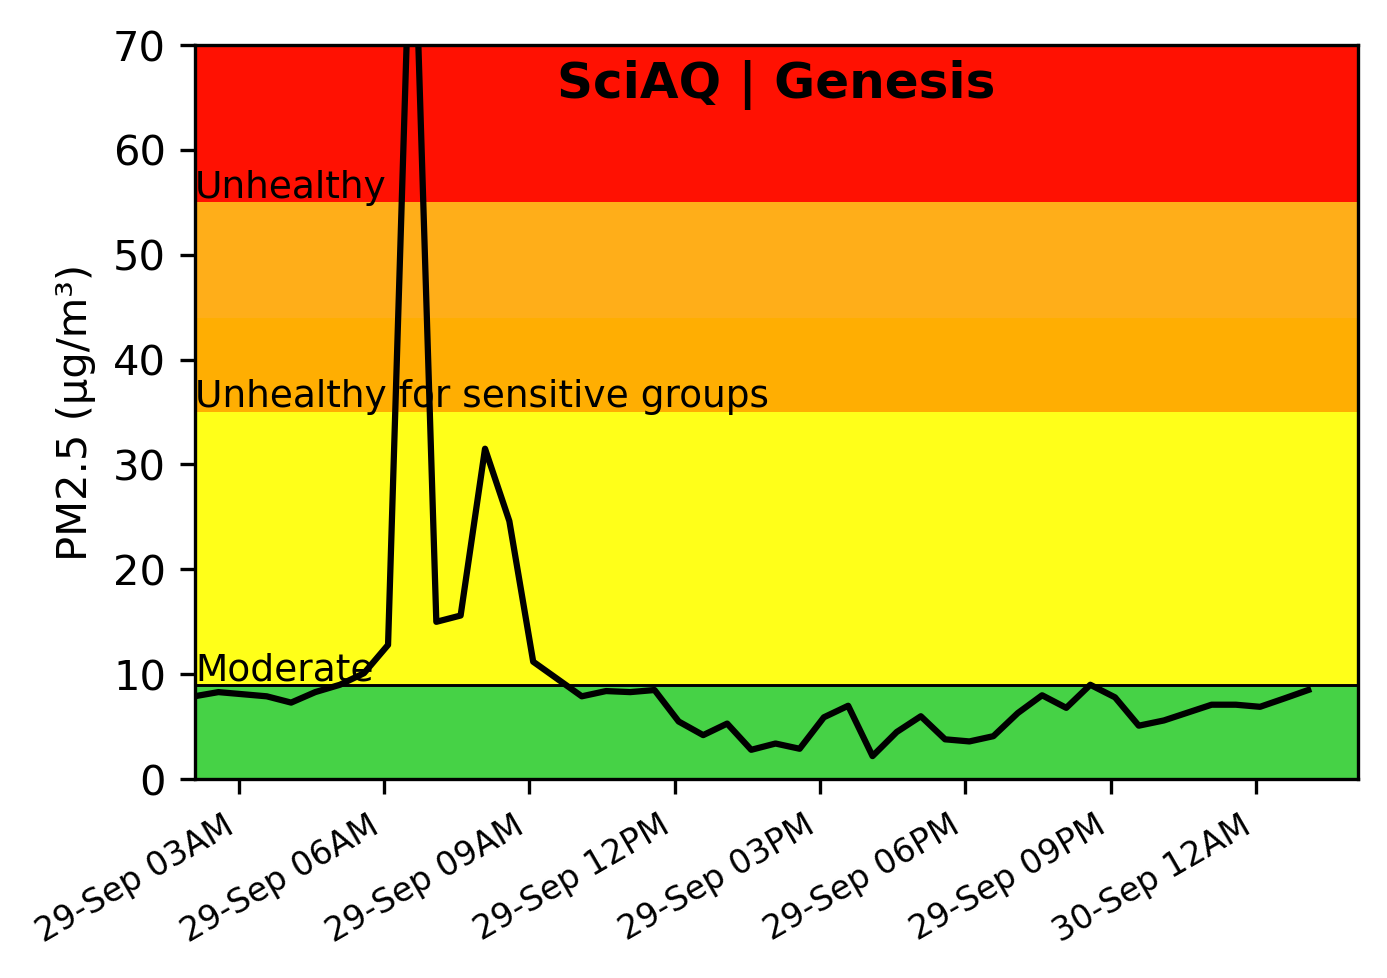 SciAQ | Genesis
PM2.5 (µg/m³)
70
60
Unhealthy
50
40
Unhealthy for sensitive groups
30
20
10
Moderate
0
29-Sep 03AM
29-Sep 06AM
29-Sep 09AM
29-Sep 12PM
29-Sep 03PM
29-Sep 06PM
29-Sep 09PM
30-Sep 12AM